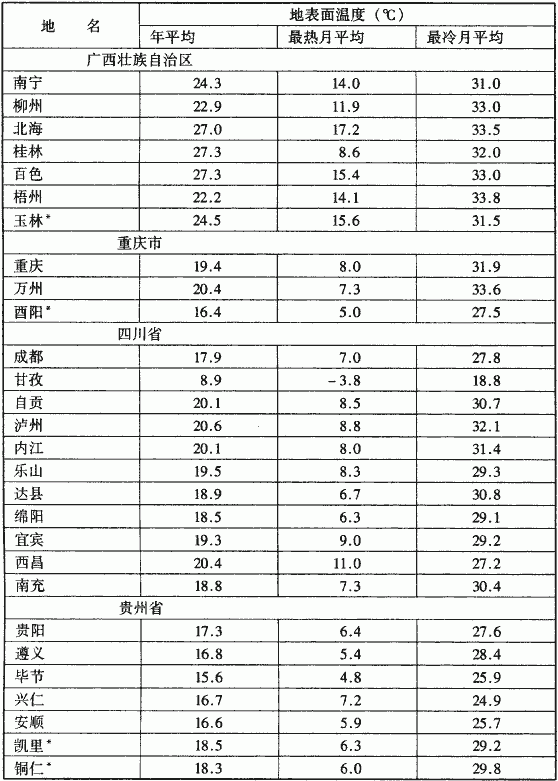 地 名 地表面温度（℃）
年平均 最热月平均 最冷月平均
广西壮族自治区
南宁 24.3 14.0 31.0
柳州 22.9 11.9 33.0
北海 27.0 17.2 33.5
桂林 27.3 8.6 32.0
百色 27.3 15.4 33.0
梧州 22.2 14.1 33.8
玉林* 24.5 15.6 31.5
重庆市
重庆 19.4 8.0 31.9
万州 20.4 7.3 33.6
酉阳* 16.4 5.0 27.5
四川省
成都 17.9 7.0 27.8
甘孜 8.9 -3.8 18.8
自贡 20.1 8.5 30.7
泸州 20.6 8.8 32.1
内江 20.1 8.0 31.4
乐山 19.5 8.3 29.3
达县 18.9 6.7 30.8
绵阳 18.5 6.3 29.1
宜宾 19.3 9.0 29.2
西昌 20.4 11.0 27.2
南充 18.8 7.3 30.4
贵州省
贵阳 17.3 6.4 27.6
遵义 16.8 5.4 28.4
毕节 15.6 4.8 25.9
兴仁 16.7 7.2 24.9
安顺 16.6 5.9 25.7
凯里* 18.5 6.3 29.2
铜仁* 18.3 6.0 29.8